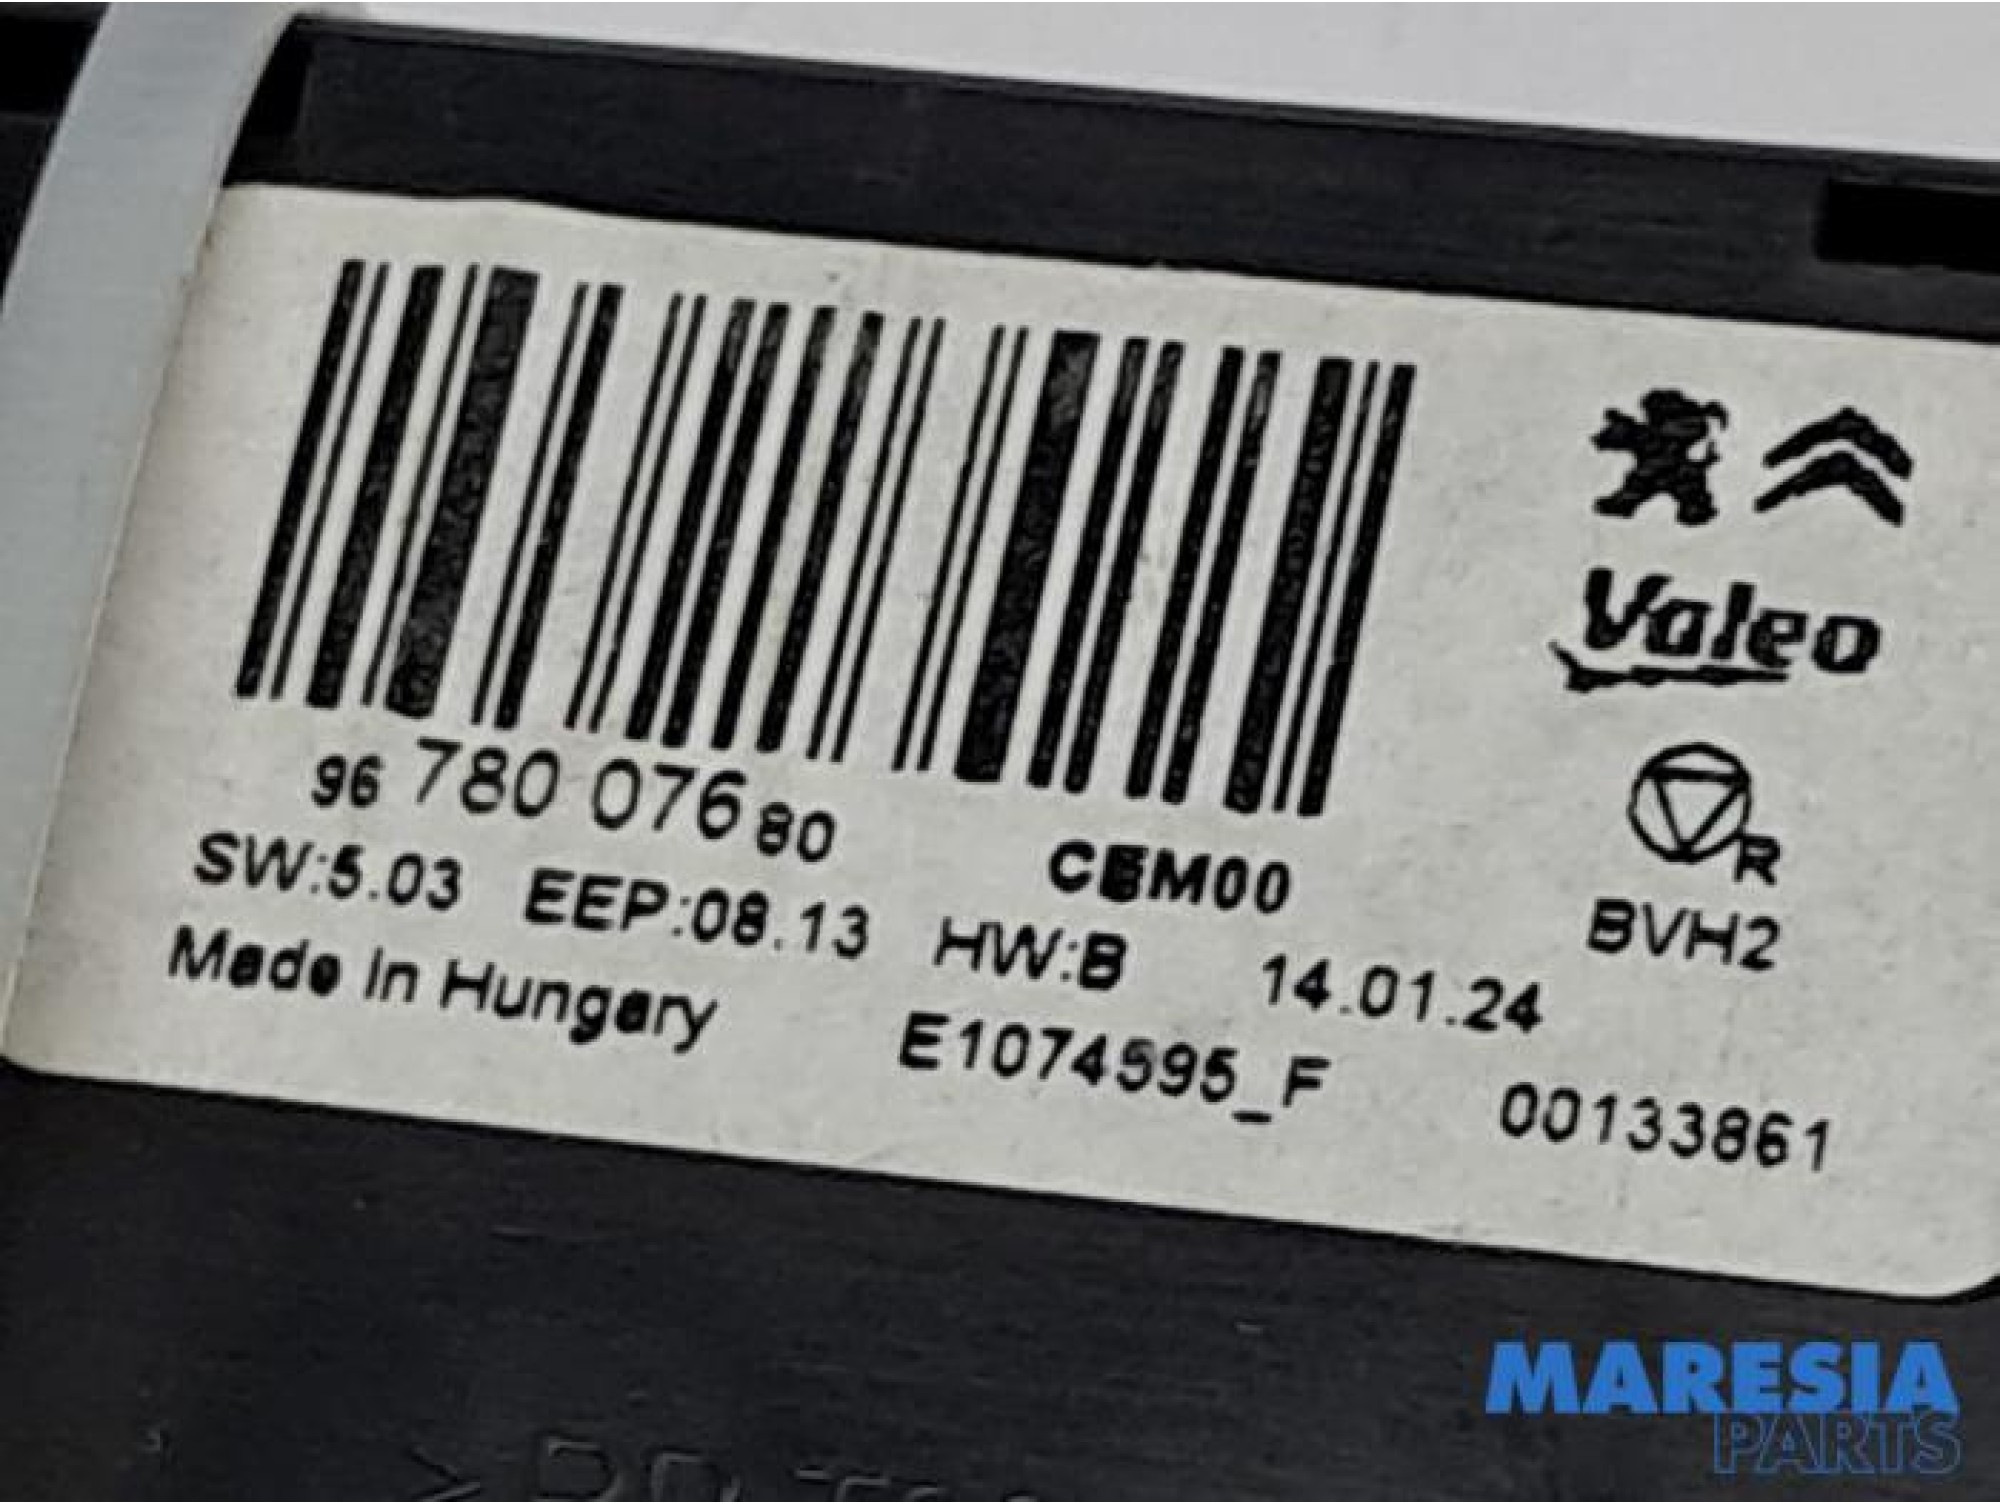 Valeo
R
BVH2
96 780 076 80
CEM00
SW:5.03 EEP:08.13 HW:B 14.01.24
Made In Hungary E1074595_F 00133861
MARESIA
PARTS